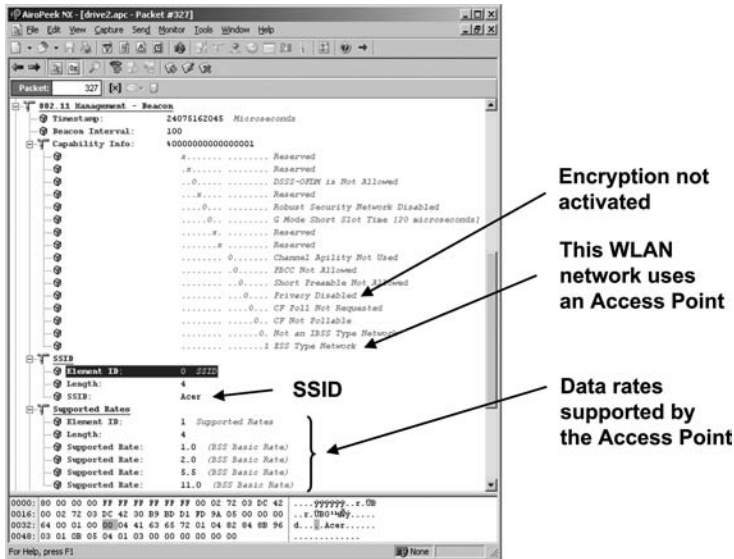 AiroPeek NX - [drive2.apc - Packet #327]
File Edit View Capture Send Monitor Tools Window Help
Packet: 327
802.11 Management - Beacon
Timestamp: 24075162045 Microseconds
Beacon Interval: 100
Capability Info: %0000000000000001
x....... ........ Reserved
.x...... ........ Reserved
..0..... ........ DSSS-OFDM is Not Allowed
...x.... ........ Reserved
....0... ........ Robust Security Network Disabled
.....0.. ........ G Mode Short Slot Time [20 microseconds]
......x. ........ Reserved
.......x ........ Reserved
........ 0....... Channel Agility Not Used
........ .0...... PBCC Not Allowed
........ ..0..... Short Preamble Not Allowed
........ ...0.... Privacy Disabled
........ ....0... CF Poll Not Requested
........ .....0.. CF Not Pollable
........ ......0. Not an IBSS Type Network
........ .......1 ESS Type Network
SSID
Element ID: 0 SSID
Length: 4
SSID: Acer
Supported Rates
Element ID: 1 Supported Rates
Length: 4
Supported Rate: 1.0 (BSS Basic Rate)
Supported Rate: 2.0 (BSS Basic Rate)
Supported Rate: 5.5 (BSS Basic Rate)
Supported Rate: 11.0 (BSS Basic Rate)
0000: 80 00 00 00 FF FF FF FF FF FF 00 02 72 03 DC 42
0016: 00 02 72 03 DC 42 30 B9 BD D1 FD 9A 05 00 00 00
0032: 64 00 01 00 00 04 41 63 65 72 01 04 82 84 8B 96
0048: 03 01 0B 05 04 01 03 00 00 00 00 00 00 00
....ÿÿÿÿÿÿ..r.ÜB
d.....Acer......
For Help, press F1
None
Encryption not
activated
This WLAN
network uses
an Access Point
SSID
Data rates
supported by
the Access Point